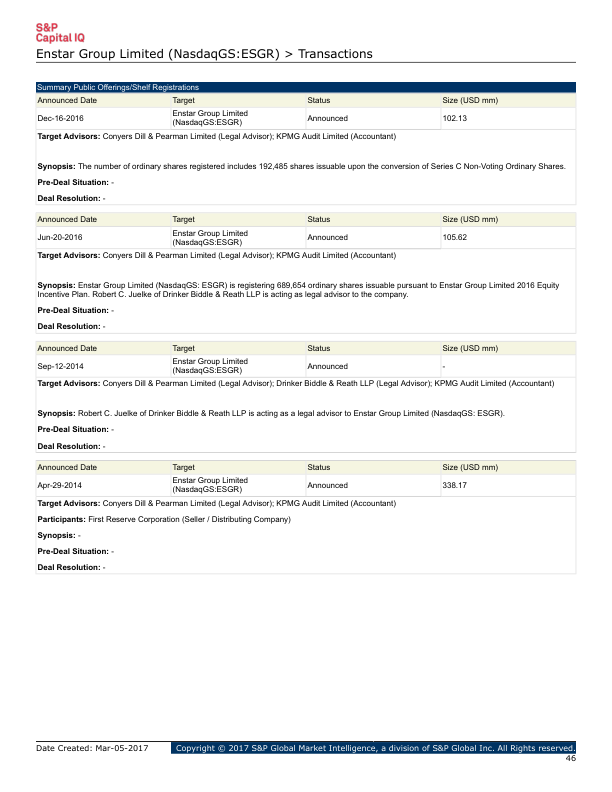 S&P
Capital IQ
Enstar Group Limited (NasdaqGS:ESGR) > Transactions
Summary Public Offerings/Shelf Registrations
Announced Date Target Status Size (USD mm)
Dec-16-2016 Enstar Group Limited (NasdaqGS:ESGR) Announced 102.13
Target Advisors: Conyers Dill & Pearman Limited (Legal Advisor); KPMG Audit Limited (Accountant)
Synopsis: The number of ordinary shares registered includes 192,485 shares issuable upon the conversion of Series C Non-Voting Ordinary Shares.
Pre-Deal Situation: -
Deal Resolution: -
Announced Date Target Status Size (USD mm)
Jun-20-2016 Enstar Group Limited (NasdaqGS:ESGR) Announced 105.62
Target Advisors: Conyers Dill & Pearman Limited (Legal Advisor); KPMG Audit Limited (Accountant)
Synopsis: Enstar Group Limited (NasdaqGS: ESGR) is registering 689,654 ordinary shares issuable pursuant to Enstar Group Limited 2016 Equity
Incentive Plan. Robert C. Juelke of Drinker Biddle & Reath LLP is acting as legal advisor to the company.
Pre-Deal Situation: -
Deal Resolution: -
Announced Date Target Status Size (USD mm)
Sep-12-2014 Enstar Group Limited (NasdaqGS:ESGR) Announced -
Target Advisors: Conyers Dill & Pearman Limited (Legal Advisor); Drinker Biddle & Reath LLP (Legal Advisor); KPMG Audit Limited (Accountant)
Synopsis: Robert C. Juelke of Drinker Biddle & Reath LLP is acting as a legal advisor to Enstar Group Limited (NasdaqGS: ESGR).
Pre-Deal Situation: -
Deal Resolution: -
Announced Date Target Status Size (USD mm)
Apr-29-2014 Enstar Group Limited (NasdaqGS:ESGR) Announced 338.17
Target Advisors: Conyers Dill & Pearman Limited (Legal Advisor); KPMG Audit Limited (Accountant)
Participants: First Reserve Corporation (Seller / Distributing Company)
Synopsis: -
Pre-Deal Situation: -
Deal Resolution: -
Date Created: Mar-05-2017 Copyright © 2017 S&P Global Market Intelligence, a division of S&P Global Inc. All Rights reserved.
46